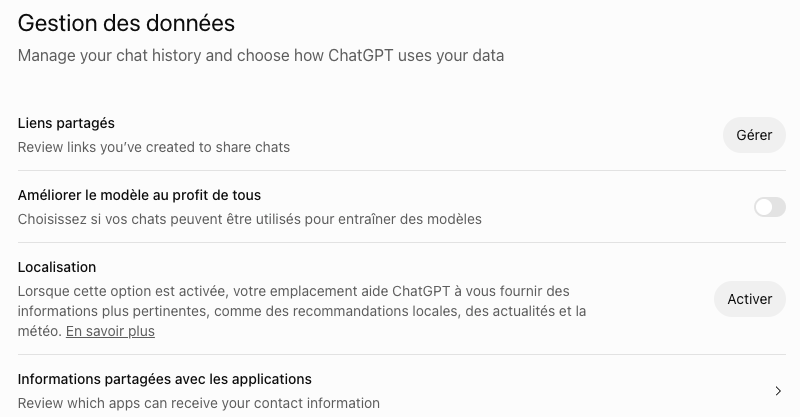 Gestion des données
Manage your chat history and choose how ChatGPT uses your data
Liens partagés
Review links you’ve created to share chats
Gérer
Améliorer le modèle au profit de tous
Choisissez si vos chats peuvent être utilisés pour entraîner des modèles
Localisation
Lorsque cette option est activée, votre emplacement aide ChatGPT à vous fournir des
informations plus pertinentes, comme des recommandations locales, des actualités et la
météo. En savoir plus
Activer
Informations partagées avec les applications
Review which apps can receive your contact information